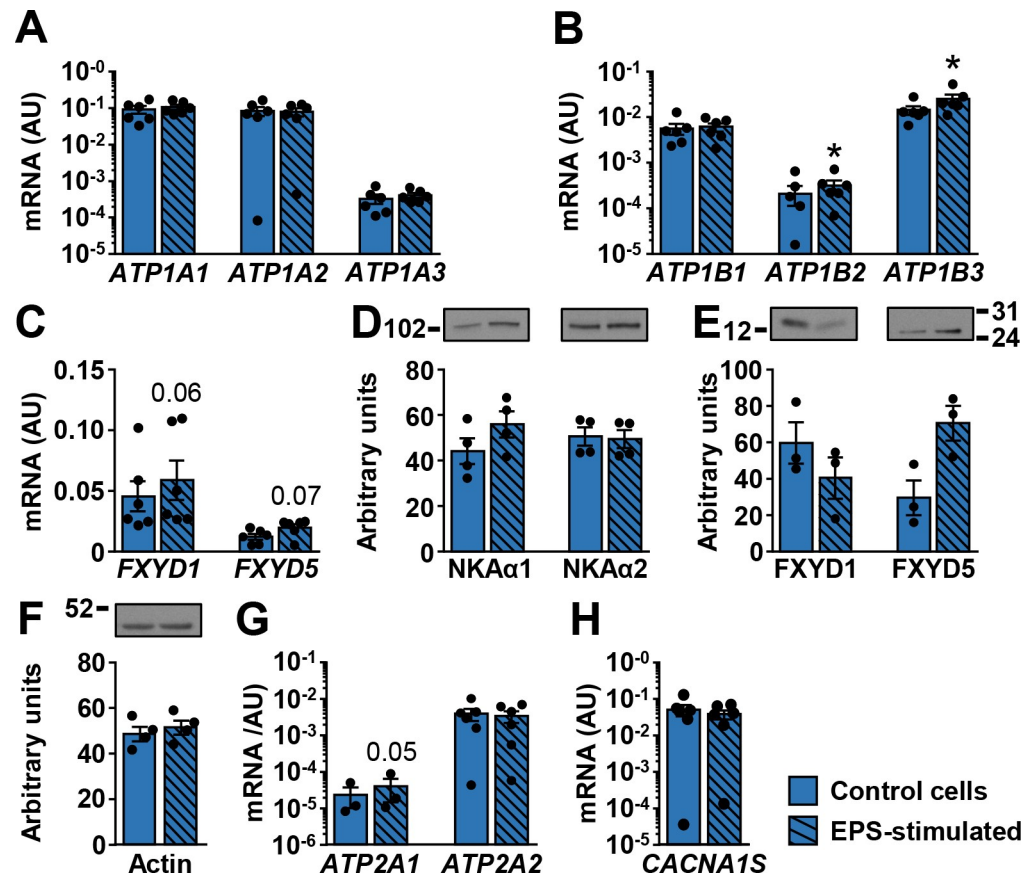 A
mRNA (AU)
10-0
10-1
10-2
10-3
10-4
10-5
ATP1A1 ATP1A2 ATP1A3
B
mRNA (AU)
10-1
10-2
10-3
10-4
10-5
* *
ATP1B1 ATP1B2 ATP1B3
C
mRNA (AU)
0.15
0.10
0.05
0
0.06
0.07
FXYD1 FXYD5
D
102
Arbitrary units
80
60
40
20
0
NKAα1 NKAα2
E
12
31
24
Arbitrary units
100
80
60
40
20
0
FXYD1 FXYD5
F
52
Arbitrary units
80
60
40
20
0
Actin
G
mRNA /AU)
10-1
10-2
10-3
10-4
10-5
10-6
0.05
ATP2A1 ATP2A2
H
mRNA (AU)
10-0
10-1
10-2
10-3
10-4
10-5
CACNA1S
Control cells
EPS-stimulated